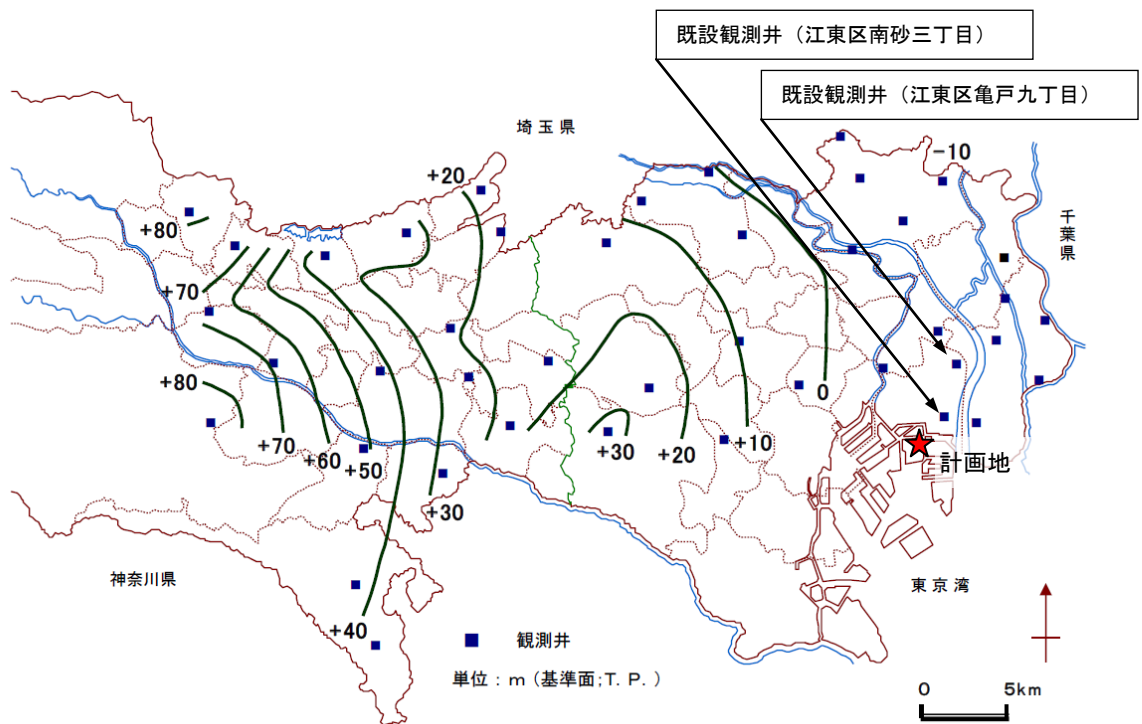 既設観測井（江東区南砂三丁目）
既設観測井（江東区亀戸九丁目）
埼玉県
-10
+20
千葉県
+80
+70
+80
0
+70
+60
+50
+30
+20
+10
計画地
+30
神奈川県
東京湾
+40
観測井
単位：m（基準面；T．P．）
0 5km